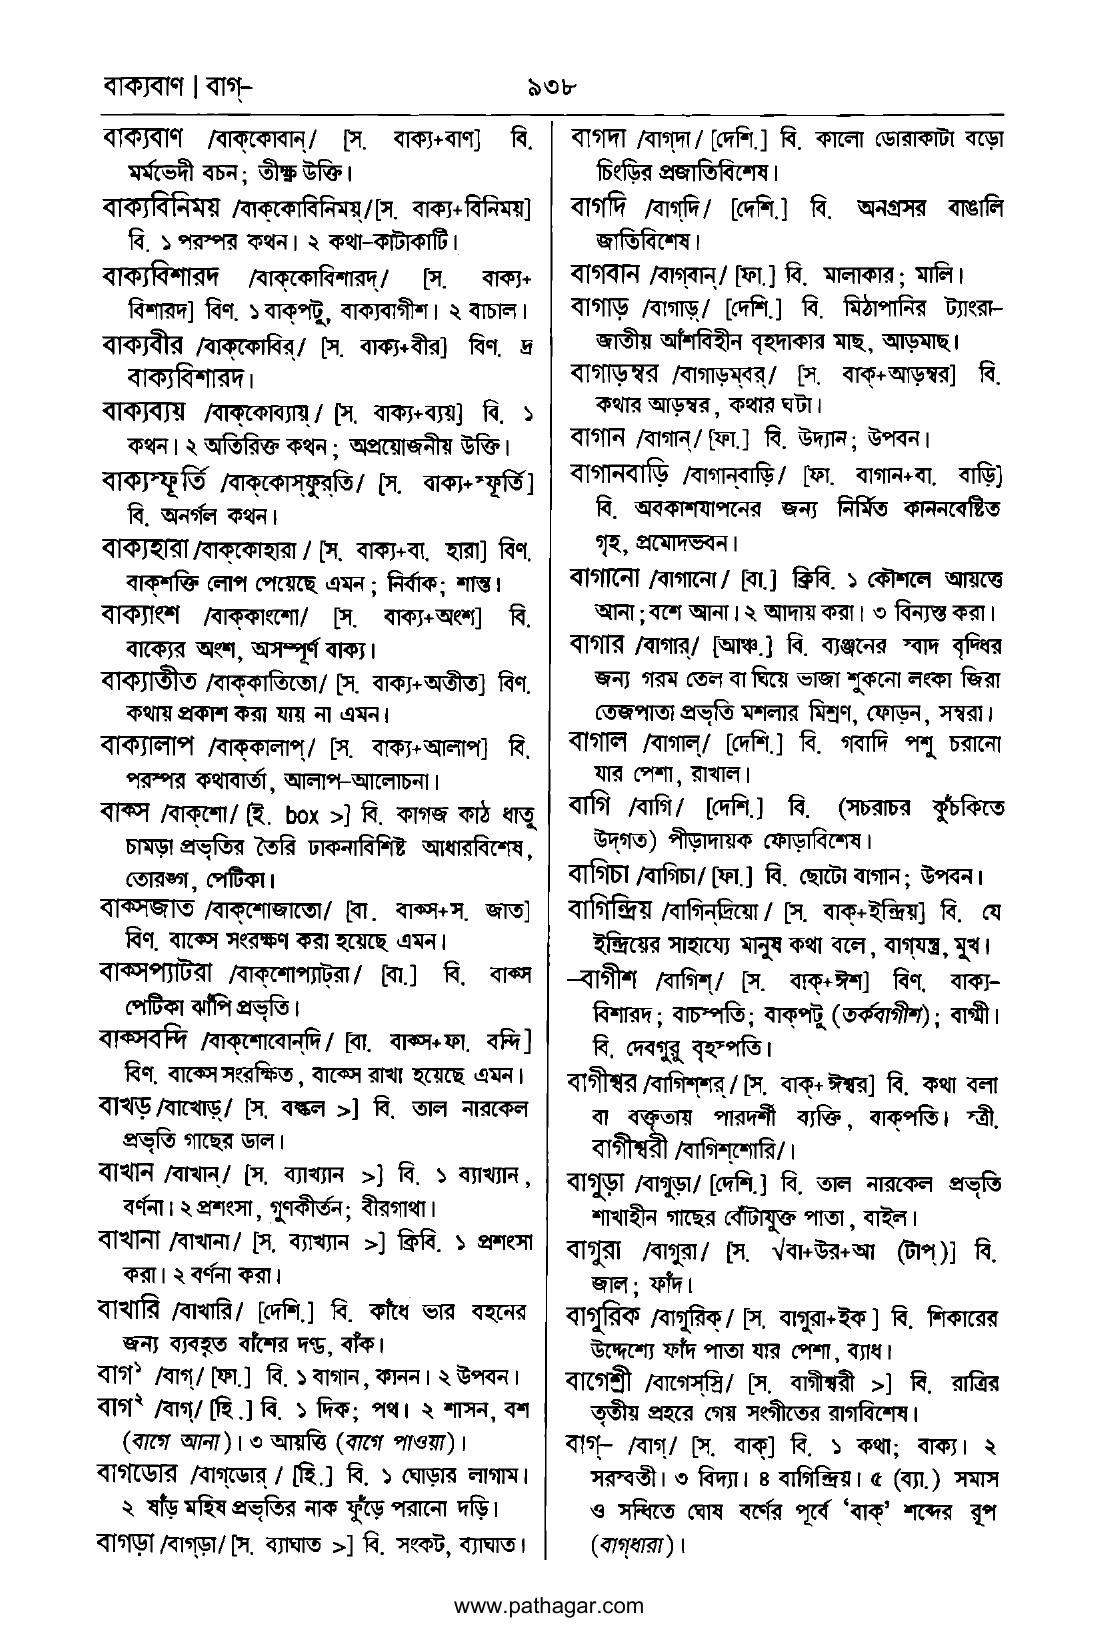 বাক্যবাণ | বাগ্‌–
৯৩৮
বাক্যবাণ /বাক্‌কোবান্‌/ [স. বাক্য+বাণ] বি.
মর্মভেদী বচন; তীক্ষ্ণ উক্তি।
বাক্যবিনিময় /বাক্‌কোবিনিময়্‌/[স. বাক্য+বিনিময়]
বি. ১ পরস্পর কথন। ২ কথা–কাটাকাটি।
বাক্যবিশারদ /বাক্‌কোবিশারদ্‌/ [স. বাক্য+
বিশারদ] বিণ. ১ বাক্‌পটু, বাক্যবাগীশ। ২ বাচাল।
বাক্যবীর /বাক্‌কোবির্‌/ [স. বাক্য+বীর] বিণ. দ্র
বাক্যবিশারদ।
বাক্যব্যয় /বাক্‌কোব্যায়্‌/ [স. বাক্য+ব্যয়] বি. ১
কথন। ২ অতিরিক্ত কথন; অপ্রয়োজনীয় উক্তি।
বাক্যস্ফূর্তি /বাক্‌কোস্‌ফুর্‌তি/ [স. বাক্য+স্ফূর্তি]
বি. অনর্গল কথন।
বাক্যহারা /বাক্‌কোহারা/ [স. বাক্য+বা. হারা] বিণ.
বাক্‌শক্তি লোপ পেয়েছে এমন; নির্বাক; শান্ত।
বাক্যাংশ /বাক্‌কাংশো/ [স. বাক্য+অংশ] বি.
বাক্যের অংশ, অসম্পূর্ণ বাক্য।
বাক্যাতীত /বাক্‌কাতিতো/ [স. বাক্য+অতীত] বিণ.
কথায় প্রকাশ করা যায় না এমন।
বাক্যালাপ /বাক্‌কালাপ্‌/ [স. বাক্য+আলাপ] বি.
পরস্পর কথাবার্তা, আলাপ–আলোচনা।
বাক্স /বাক্‌শো/ [ই. box >] বি. কাগজ কাঠ ধাতু
চামড়া প্রভৃতির তৈরি ঢাকনাবিশিষ্ট আধারবিশেষ,
তোরঙ্গ, পেটিকা।
বাক্সজাত /বাক্‌শোজাতো/ [বা. বাক্স+স. জাত]
বিণ. বাক্সে সংরক্ষণ করা হয়েছে এমন।
বাক্সপ্যাটরা /বাক্‌শোপ্যাট্‌রা/ [বা.] বি. বাক্স
পেটিকা ঝাঁপি প্রভৃতি।
বাক্সবন্দি /বাক্‌শোবোন্‌দি/ [বা. বাক্স+ফা. বন্দি]
বিণ. বাক্সে সংরক্ষিত, বাক্সে রাখা হয়েছে এমন।
বাখড় /বাখোড়্‌/ [স. বল্কল >] বি. তাল নারকেল
প্রভৃতি গাছের ডাল।
বাখান /বাখান্‌/ [স. ব্যাখ্যান >] বি. ১ ব্যাখ্যান,
বর্ণনা। ২ প্রশংসা, গুণকীর্তন; বীরগাথা।
বাখানা /বাখানা/ [স. ব্যাখ্যান >] ক্রিবি. ১ প্রশংসা
করা। ২ বর্ণনা করা।
বাখারি /বাখারি/ [দেশি.] বি. কাঁধে ভার বহনের
জন্য ব্যবহৃত বাঁশের দণ্ড, বাঁক।
বাগ১ /বাগ্‌/ [ফা.] বি. ১ বাগান, কানন। ২ উপবন।
বাগ২ /বাগ্‌/ [হি.] বি. ১ দিক; পথ। ২ শাসন, বশ
(বাগে আনা)। ৩ আয়ত্তি (বাগে পাওয়া)।
বাগডোর /বাগ্‌ডোর্‌/ [হি.] বি. ১ ঘোড়ার লাগাম।
২ ষাঁড় মহিষ প্রভৃতির নাক ফুঁড়ে পরানো দড়ি।
বাগড়া /বাগ্‌ড়া/ [স. ব্যাঘাত >] বি. সংকট, ব্যাঘাত।
বাগদা /বাগ্‌দা/ [দেশি.] বি. কালো ডোরাকাটা বড়ো
চিংড়ির প্রজাতিবিশেষ।
বাগদি /বাগ্‌দি/ [দেশি.] বি. অনগ্রসর বাঙালি
জাতিবিশেষ।
বাগবান /বাগ্‌বান্‌/ [ফা.] বি. মালাকার; মালি।
বাগাড় /বাগাড়্‌/ [দেশি.] বি. মিঠাপানির ট্যাংরা–
জাতীয় আঁশবিহীন বৃহদাকার মাছ, আড়মাছ।
বাগাড়ম্বর /বাগাড়ম্‌বর্‌/ [স. বাক্‌+আড়ম্বর] বি.
কথার আড়ম্বর, কথার ঘটা।
বাগান /বাগান্‌/ [ফা.] বি. উদ্যান; উপবন।
বাগানবাড়ি /বাগান্‌বাড়ি/ [ফা. বাগান+বা. বাড়ি]
বি. অবকাশযাপনের জন্য নির্মিত কাননবেষ্টিত
গৃহ, প্রমোদভবন।
বাগানো /বাগানো/ [বা.] ক্রিবি. ১ কৌশলে আয়ত্তে
আনা; বশে আনা। ২ আদায় করা। ৩ বিন্যস্ত করা।
বাগার /বাগার্‌/ [আঞ্চ.] বি. ব্যঞ্জনের স্বাদ বৃদ্ধির
জন্য গরম তেল বা ঘিয়ে ভাজা শুকনো লংকা জিরা
তেজপাতা প্রভৃতি মশলার মিশ্রণ, ফোড়ন, সম্বরা।
বাগাল /বাগাল্‌/ [দেশি.] বি. গবাদি পশু চরানো
যার পেশা, রাখাল।
বাগি /বাগি/ [দেশি.] বি. (সচরাচর কুঁচকিতে
উদ্‌গত) পীড়াদায়ক ফোড়াবিশেষ।
বাগিচা /বাগিচা/ [ফা.] বি. ছোটো বাগান; উপবন।
বাগিন্দ্রিয় /বাগিন্‌দ্রিয়ো/ [স. বাক্‌+ইন্দ্রিয়] বি. যে
ইন্দ্রিয়ের সাহায্যে মানুষ কথা বলে, বাগ্‌যন্ত্র, মুখ।
–বাগীশ /বাগিশ্‌/ [স. বাক্‌+ঈশ] বিণ. বাক্য–
বিশারদ; বাচস্পতি; বাক্‌পটু (তর্কবাগীশ); বাগ্মী।
বি. দেবগুরু বৃহস্পতি।
বাগীশ্বর /বাগিশ্‌শর্‌/ [স. বাক্‌+ঈশ্বর] বি. কথা বলা
বা বক্তৃতায় পারদর্শী ব্যক্তি, বাক্‌পতি। স্ত্রী.
বাগীশ্বরী /বাগিশ্‌শোরি/।
বাগুড়া /বাগুড়া/ [দেশি.] বি. তাল নারকেল প্রভৃতি
শাখাহীন গাছের বোঁটাযুক্ত পাতা, বাইল।
বাগুরা /বাগুরা/ [স. √বা+উর+আ (টাপ্‌)] বি.
জাল; ফাঁদ।
বাগুরিক /বাগুরিক্‌/ [স. বাগুরা+ইক] বি. শিকারের
উদ্দেশ্যে ফাঁদ পাতা যার পেশা, ব্যাধ।
বাগেশ্রী /বাগেস্‌স্রি/ [স. বাগীশ্বরী >] বি. রাত্রির
তৃতীয় প্রহরে গেয় সংগীতের রাগবিশেষ।
বাগ্‌– /বাগ্‌/ [স. বাক্‌] বি. ১ কথা; বাক্য। ২
সরস্বতী। ৩ বিদ্যা। ৪ বাগিন্দ্রিয়। ৫ (ব্যা.) সমাস
ও সন্ধিতে ঘোষ বর্ণের পূর্বে ‘বাক্‌’ শব্দের রূপ
(বাগ্‌ধারা)।
www.pathagar.com